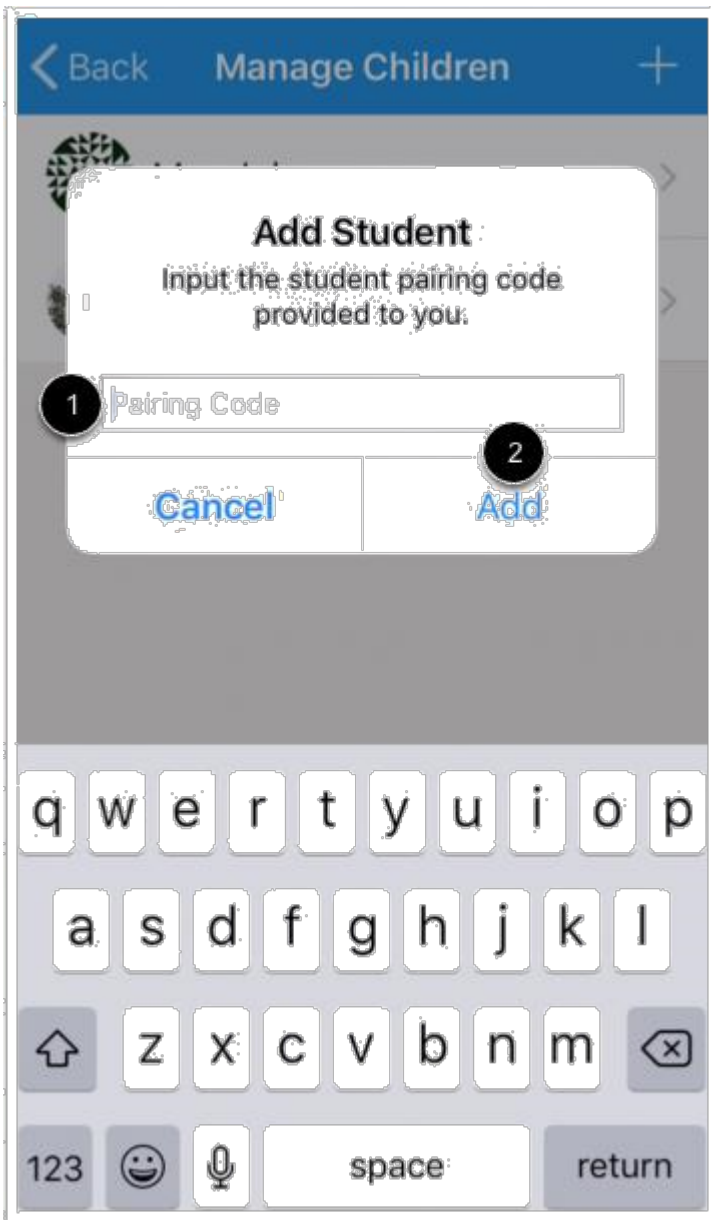 Back Manage Children +
Add Student
Input the student pairing code
provided to you.
1 Pairing Code
2
Cancel Add
q w e r t y u i o p
a s d f g h j k l
z x c v b n m
123 space return